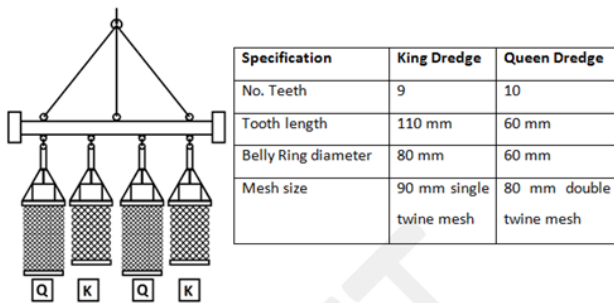 Specification King Dredge Queen Dredge
No. Teeth 9 10
Tooth length 110 mm 60 mm
Belly Ring diameter 80 mm 60 mm
Mesh size 90 mm single 80 mm double
twine mesh twine mesh
Q K Q K